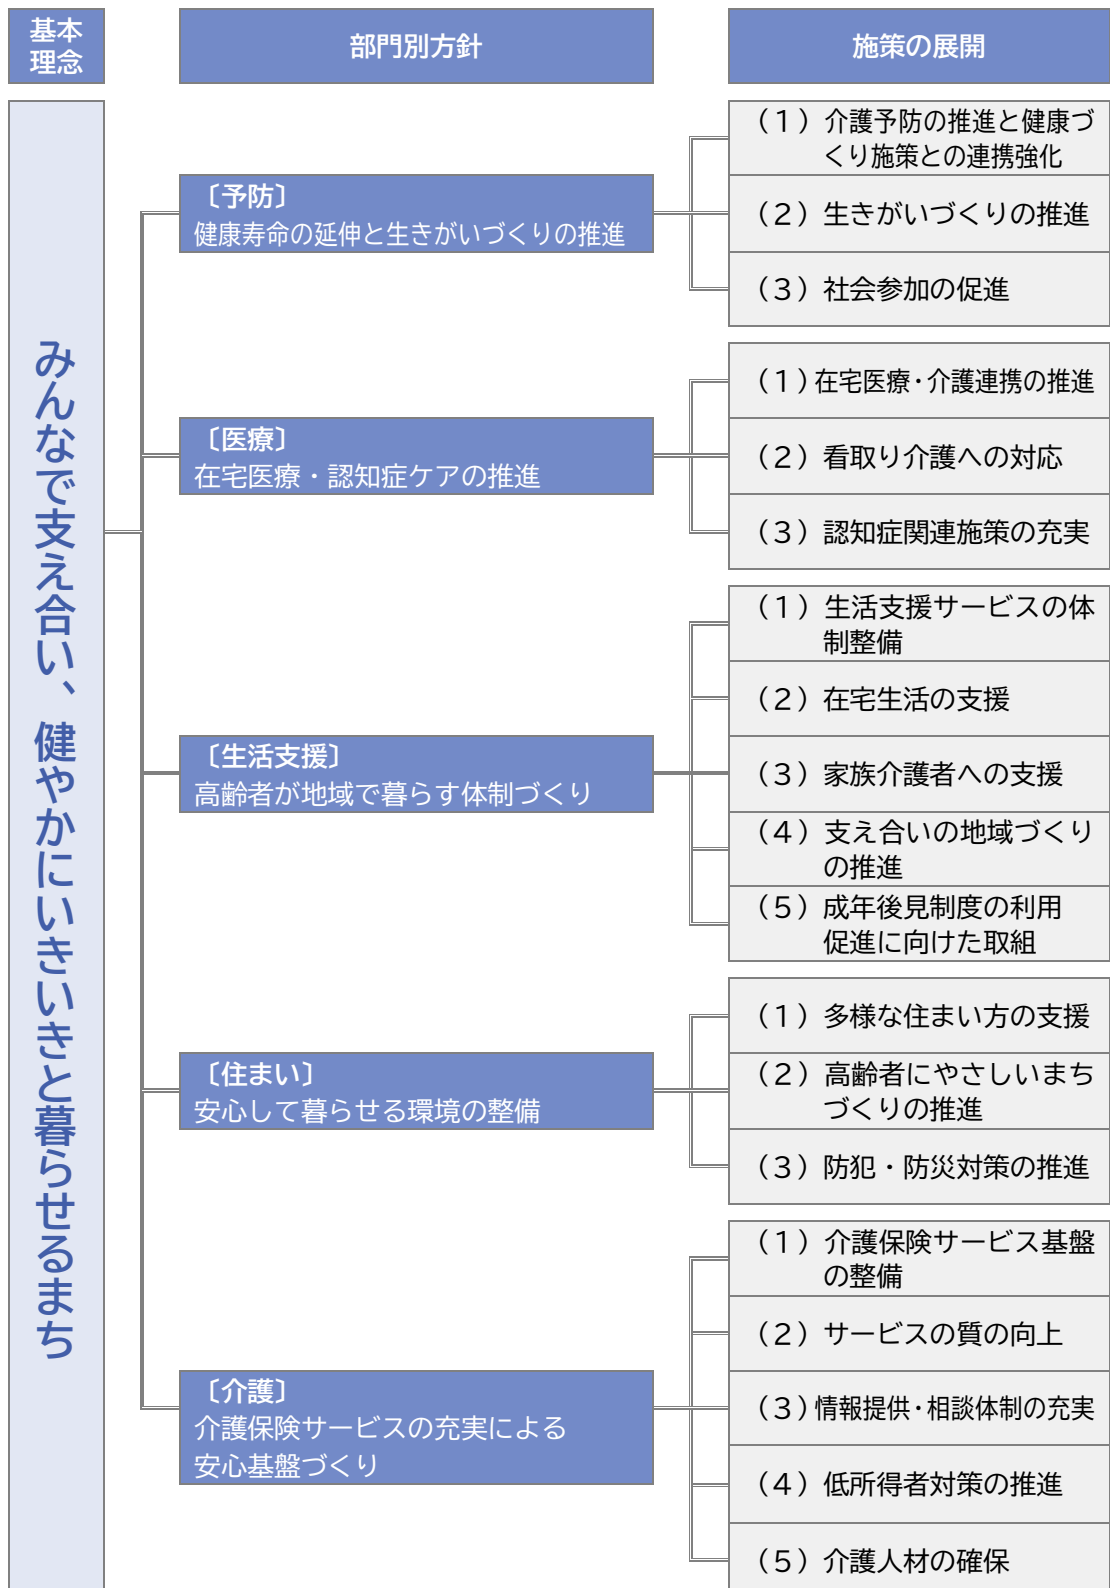 基本
理念
部門別方針
施策の展開
みんなで支え合い、健やかにいきいきと暮らせるまち
〔予防〕
健康寿命の延伸と生きがいづくりの推進
（1）介護予防の推進と健康づ
くり施策との連携強化
（2）生きがいづくりの推進
（3）社会参加の促進
〔医療〕
在宅医療・認知症ケアの推進
（1）在宅医療・介護連携の推進
（2）看取り介護への対応
（3）認知症関連施策の充実
〔生活支援〕
高齢者が地域で暮らす体制づくり
（1）生活支援サービスの体
制整備
（2）在宅生活の支援
（3）家族介護者への支援
（4）支え合いの地域づくり
の推進
（5）成年後見制度の利用
促進に向けた取組
〔住まい〕
安心して暮らせる環境の整備
（1）多様な住まい方の支援
（2）高齢者にやさしいまち
づくりの推進
（3）防犯・防災対策の推進
〔介護〕
介護保険サービスの充実による
安心基盤づくり
（1）介護保険サービス基盤
の整備
（2）サービスの質の向上
（3）情報提供・相談体制の充実
（4）低所得者対策の推進
（5）介護人材の確保